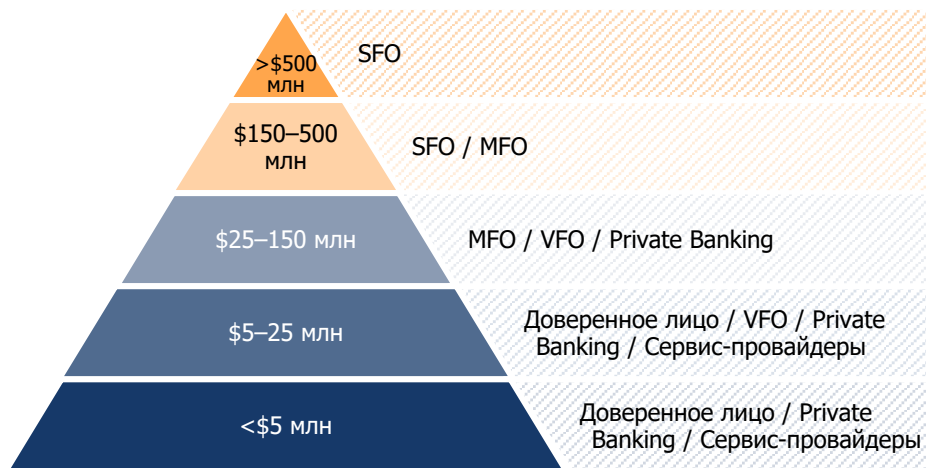 >$500
млн
SFO
$150–500
млн
SFO / MFO
$25–150 млн
MFO / VFO / Private Banking
$5–25 млн
Доверенное лицо / VFO / Private
Banking / Сервис-провайдеры
<$5 млн
Доверенное лицо / Private
Banking / Сервис-провайдеры